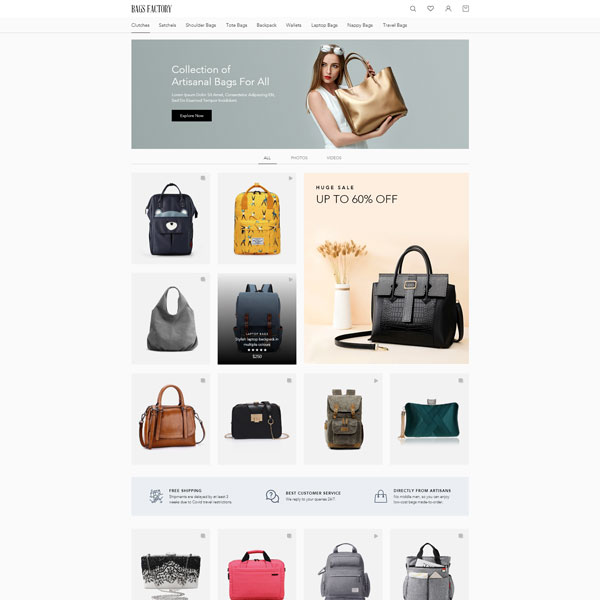 BAGS FACTORY
Clutches Satchels Shoulder Bags Tote Bags Backpack Wallets Laptop Bags Nappy Bags Travel Bags
Collection of
Artisanal Bags For All
Lorem Ipsum Dolor Sit Amet, Consectetur Adipiscing Elit,
Sed Do Eiusmod Tempor Incididunt
Explore Now
ALL PHOTOS VIDEOS
HUGE SALE
UP TO 60% OFF
LAPTOP BAGS
Stylish laptop backpack in
multiple colours
$250
FREE SHIPPING
Shipments are delayed by at least 2
weeks due to Covid travel restrictions.
BEST CUSTOMER SERVICE
We reply to your queries 24/7.
DIRECTLY FROM ARTISANS
No middle men, so you can enjoy
low-cost bags made-to-order.